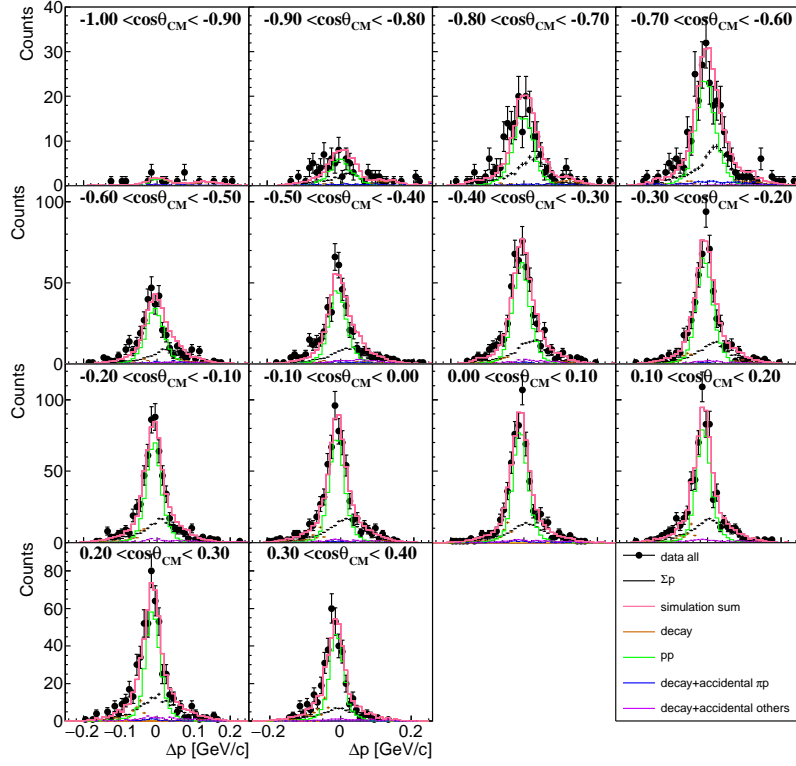 Counts
-1.00 <cosθCM< -0.90
-0.90 <cosθCM< -0.80
-0.80 <cosθCM< -0.70
-0.70 <cosθCM< -0.60
40
30
20
10
0
Counts
-0.60 <cosθCM< -0.50
-0.50 <cosθCM< -0.40
-0.40 <cosθCM< -0.30
-0.30 <cosθCM< -0.20
100
50
0
Counts
-0.20 <cosθCM< -0.10
-0.10 <cosθCM< 0.00
0.00 <cosθCM< 0.10
0.10 <cosθCM< 0.20
100
50
0
Counts
0.20 <cosθCM< 0.30
0.30 <cosθCM< 0.40
80
60
40
20
0
−0.2 −0.1 0 0.1 0.2
−0.2 0 0.2
Δp [GeV/c]
Δp [GeV/c]
data all
Σp
simulation sum
decay
pp
decay+accidental πp
decay+accidental others